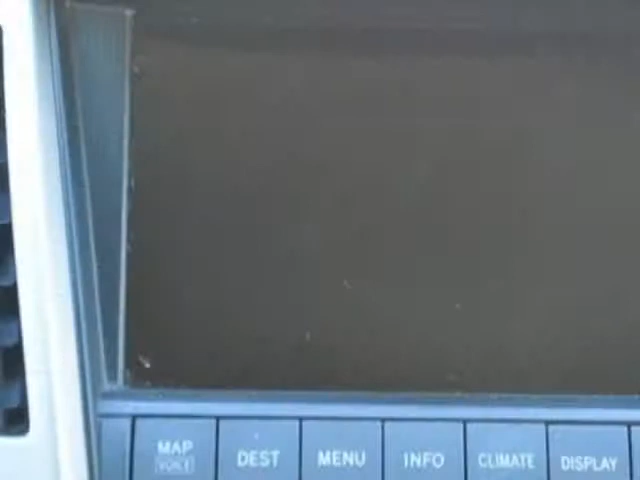 MAP
VOICE
DEST
MENU
INFO
CLIMATE
DISPLAY